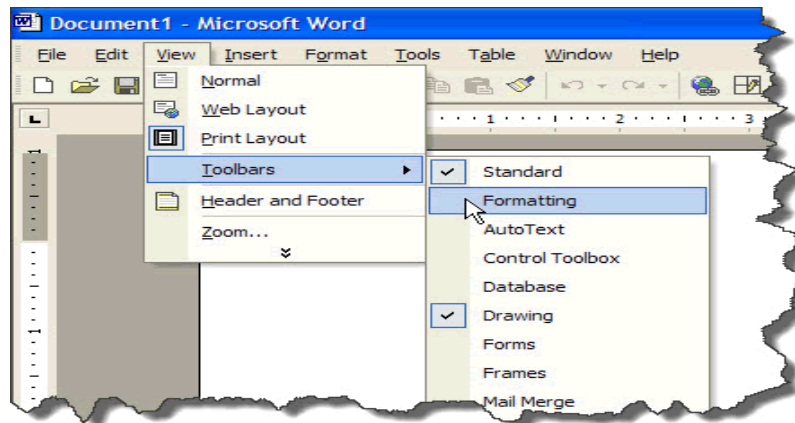 Document1 - Microsoft Word
File Edit View Insert Format Tools Table Window Help
Normal
Web Layout
Print Layout
Toolbars
Header and Footer
Zoom...
1 2 3
Standard
Formatting
AutoText
Control Toolbox
Database
Drawing
Forms
Frames
Mail Merge
1